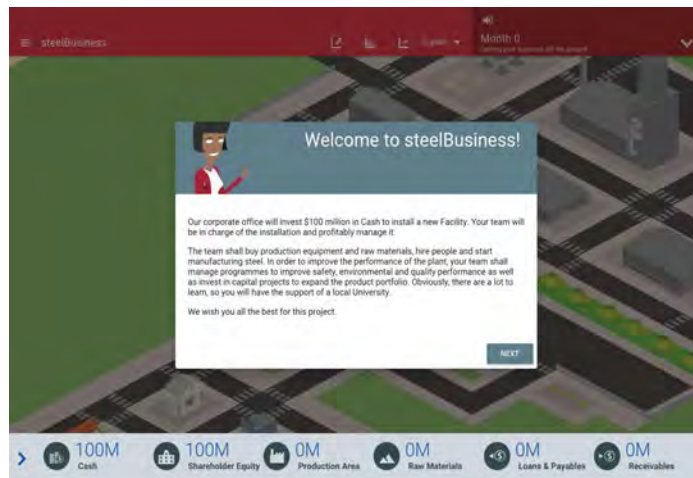 steelBusiness
Month 0
Welcome to steelBusiness!
Our corporate office will invest $100 million in Cash to install a new Facility. Your team will
be in charge of the installation and profitably manage it.
The team shall buy production equipment and raw materials, hire people and start
manufacturing steel. In order to improve the performance of the plant, your team shall
manage programmes to improve safety, environmental and quality performance as well
as invest in capital projects to expand the product portfolio. Obviously, there are a lot to
learn, so you will have the support of a local University.
We wish you all the best for this project.
NEXT
100M
Cash
100M
Shareholder Equity
0M
Production Area
0M
Raw Materials
0M
Loans & Payables
0M
Receivables